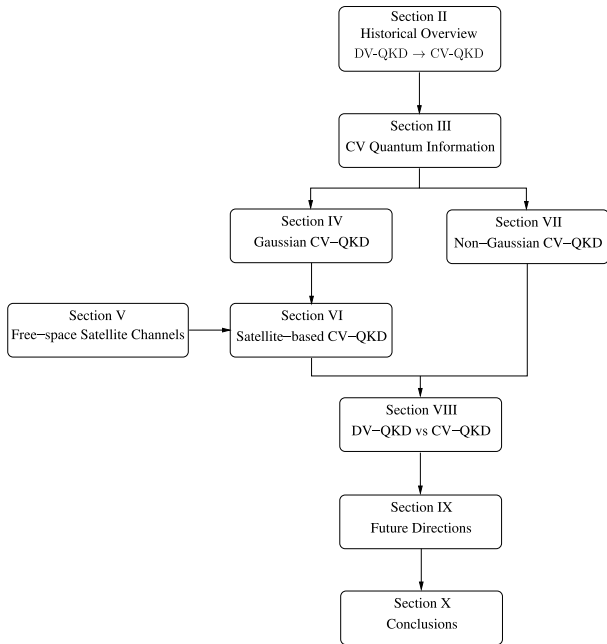 Section II
Historical Overview
DV-QKD → CV-QKD
Section III
CV Quantum Information
Section IV
Gaussian CV−QKD
Section VII
Non−Gaussian CV−QKD
Section V
Free−space Satellite Channels
Section VI
Satellite−based CV−QKD
Section VIII
DV−QKD vs CV−QKD
Section IX
Future Directions
Section X
Conclusions